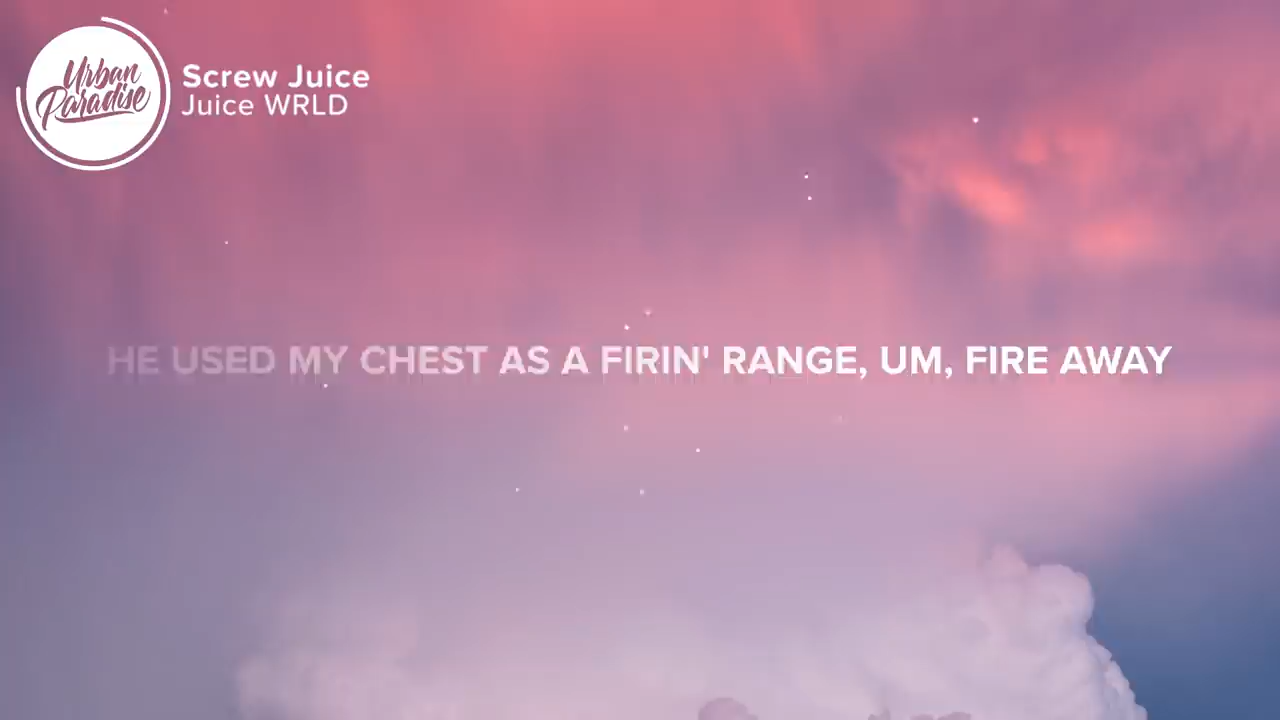 Urban
Paradise
Screw Juice
Juice WRLD
HE USED MY CHEST AS A FIRIN' RANGE, UM, FIRE AWAY